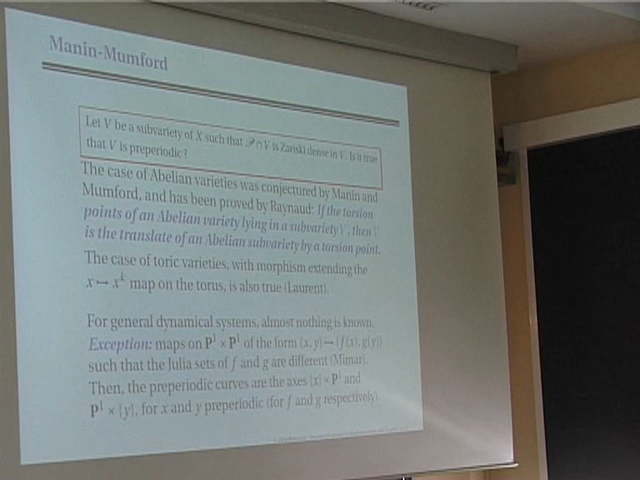 Manin-Mumford
Let V be a subvariety of X such that 𝒫 ∩ V is Zariski dense in V. Is it true
that V is preperiodic?
The case of Abelian varieties was conjectured by Manin and
Mumford, and has been proved by Raynaud: If the torsion
points of an Abelian variety lying in a subvariety V, then V
is the translate of an Abelian subvariety by a torsion point.
The case of toric varieties, with morphism extending the
x ↦ xᵏ map on the torus, is also true (Laurent).
For general dynamical systems, almost nothing is known.
Exception: maps on P¹ × P¹ of the form (x, y) ↦ (f(x), g(y))
such that the Julia sets of f and g are different (Mimar).
Then, the preperiodic curves are the axes {x} × P¹ and
P¹ × {y}, for x and y preperiodic (for f and g respectively).